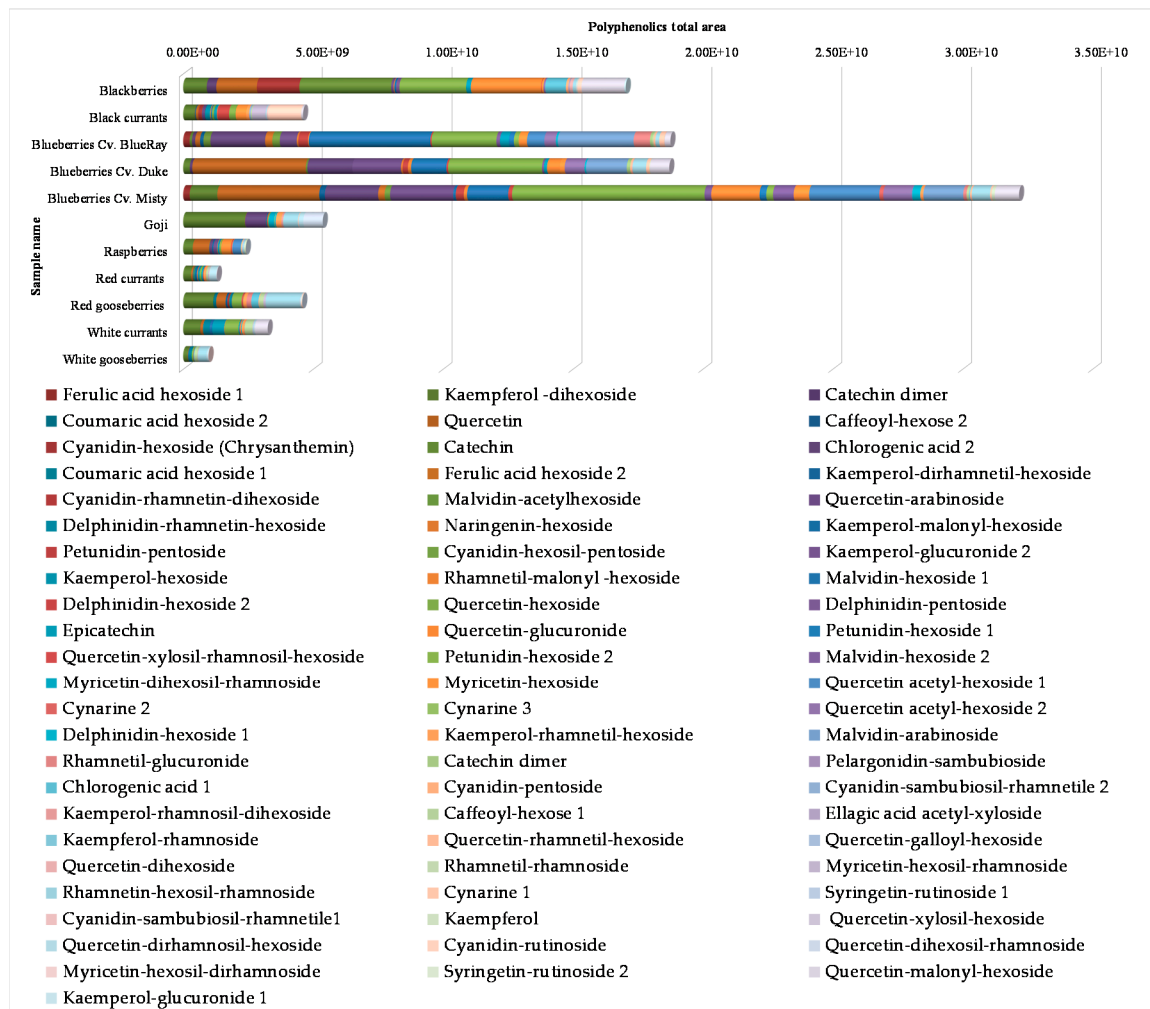 Polyphenolics total area
0.00E+00 5.00E+09 1.00E+10 1.50E+10 2.00E+10 2.50E+10 3.00E+10 3.50E+10
Sample name
Blackberries
Black currants
Blueberries Cv. BlueRay
Blueberries Cv. Duke
Blueberries Cv. Misty
Goji
Raspberries
Red currants
Red gooseberries
White currants
White gooseberries
Ferulic acid hexoside 1 Kaempferol -dihexoside Catechin dimer
Coumaric acid hexoside 2 Quercetin Caffeoyl-hexose 2
Cyanidin-hexoside (Chrysanthemin) Catechin Chlorogenic acid 2
Coumaric acid hexoside 1 Ferulic acid hexoside 2 Kaemperol-dirhamnetil-hexoside
Cyanidin-rhamnetin-dihexoside Malvidin-acetylhexoside Quercetin-arabinoside
Delphinidin-rhamnetin-hexoside Naringenin-hexoside Kaemperol-malonyl-hexoside
Petunidin-pentoside Cyanidin-hexosil-pentoside Kaemperol-glucuronide 2
Kaemperol-hexoside Rhamnetil-malonyl -hexoside Malvidin-hexoside 1
Delphinidin-hexoside 2 Quercetin-hexoside Delphinidin-pentoside
Epicatechin Quercetin-glucuronide Petunidin-hexoside 1
Quercetin-xylosil-rhamnosil-hexoside Petunidin-hexoside 2 Malvidin-hexoside 2
Myricetin-dihexosil-rhamnoside Myricetin-hexoside Quercetin acetyl-hexoside 1
Cynarine 2 Cynarine 3 Quercetin acetyl-hexoside 2
Delphinidin-hexoside 1 Kaemperol-rhamnetil-hexoside Malvidin-arabinoside
Rhamnetil-glucuronide Catechin dimer Pelargonidin-sambubioside
Chlorogenic acid 1 Cyanidin-pentoside Cyanidin-sambubiosil-rhamnetile 2
Kaemperol-rhamnosil-dihexoside Caffeoyl-hexose 1 Ellagic acid acetyl-xyloside
Kaempferol-rhamnoside Quercetin-rhamnetil-hexoside Quercetin-galloyl-hexoside
Quercetin-dihexoside Rhamnetil-rhamnoside Myricetin-hexosil-rhamnoside
Rhamnetin-hexosil-rhamnoside Cynarine 1 Syringetin-rutinoside 1
Cyanidin-sambubiosil-rhamnetile1 Kaempferol Quercetin-xylosil-hexoside
Quercetin-dirhamnosil-hexoside Cyanidin-rutinoside Quercetin-dihexosil-rhamnoside
Myricetin-hexosil-dirhamnoside Syringetin-rutinoside 2 Quercetin-malonyl-hexoside
Kaemperol-glucuronide 1